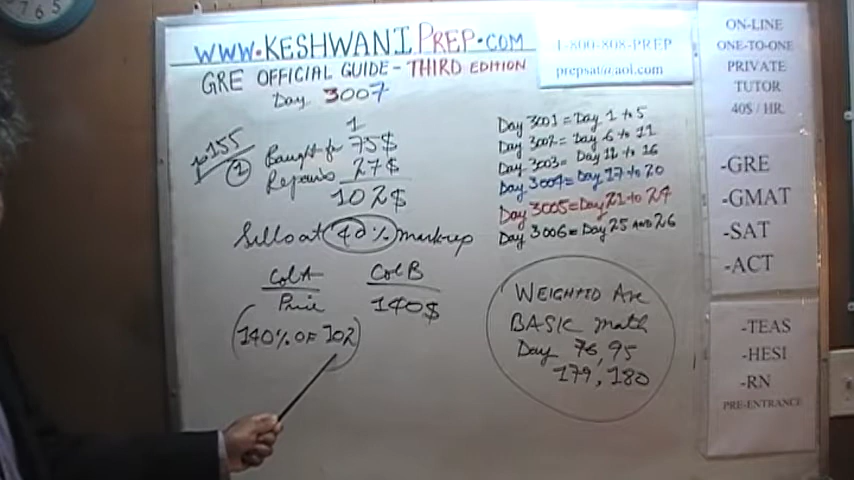 7 6 5
WWW.KESHWANIPREP.COM
GRE OFFICIAL GUIDE - THIRD EDITION
Day 3007
1-800-808-PREP
prepsat@aol.com
ON-LINE
ONE-TO-ONE
PRIVATE
TUTOR
40$ / HR.
-GRE
-GMAT
-SAT
-ACT
-TEAS
-HESI
-RN
PRE-ENTRANCE
p155
1
1
Bought for 75$
Repairs 27$
102$
Sells at 40% markup
Col A Col B
Price 140$
(140% OF 102)
Day 3001 = Day 1 to 5
Day 3002 = Day 6 to 11
Day 3003 = Day 12 to 16
Day 3004 = Day 17 to 20
Day 3005 = Day 21 to 24
Day 3006 = Day 25 AND 26
WEIGHTED Ave
BASIC math
Day 76, 95
179, 180